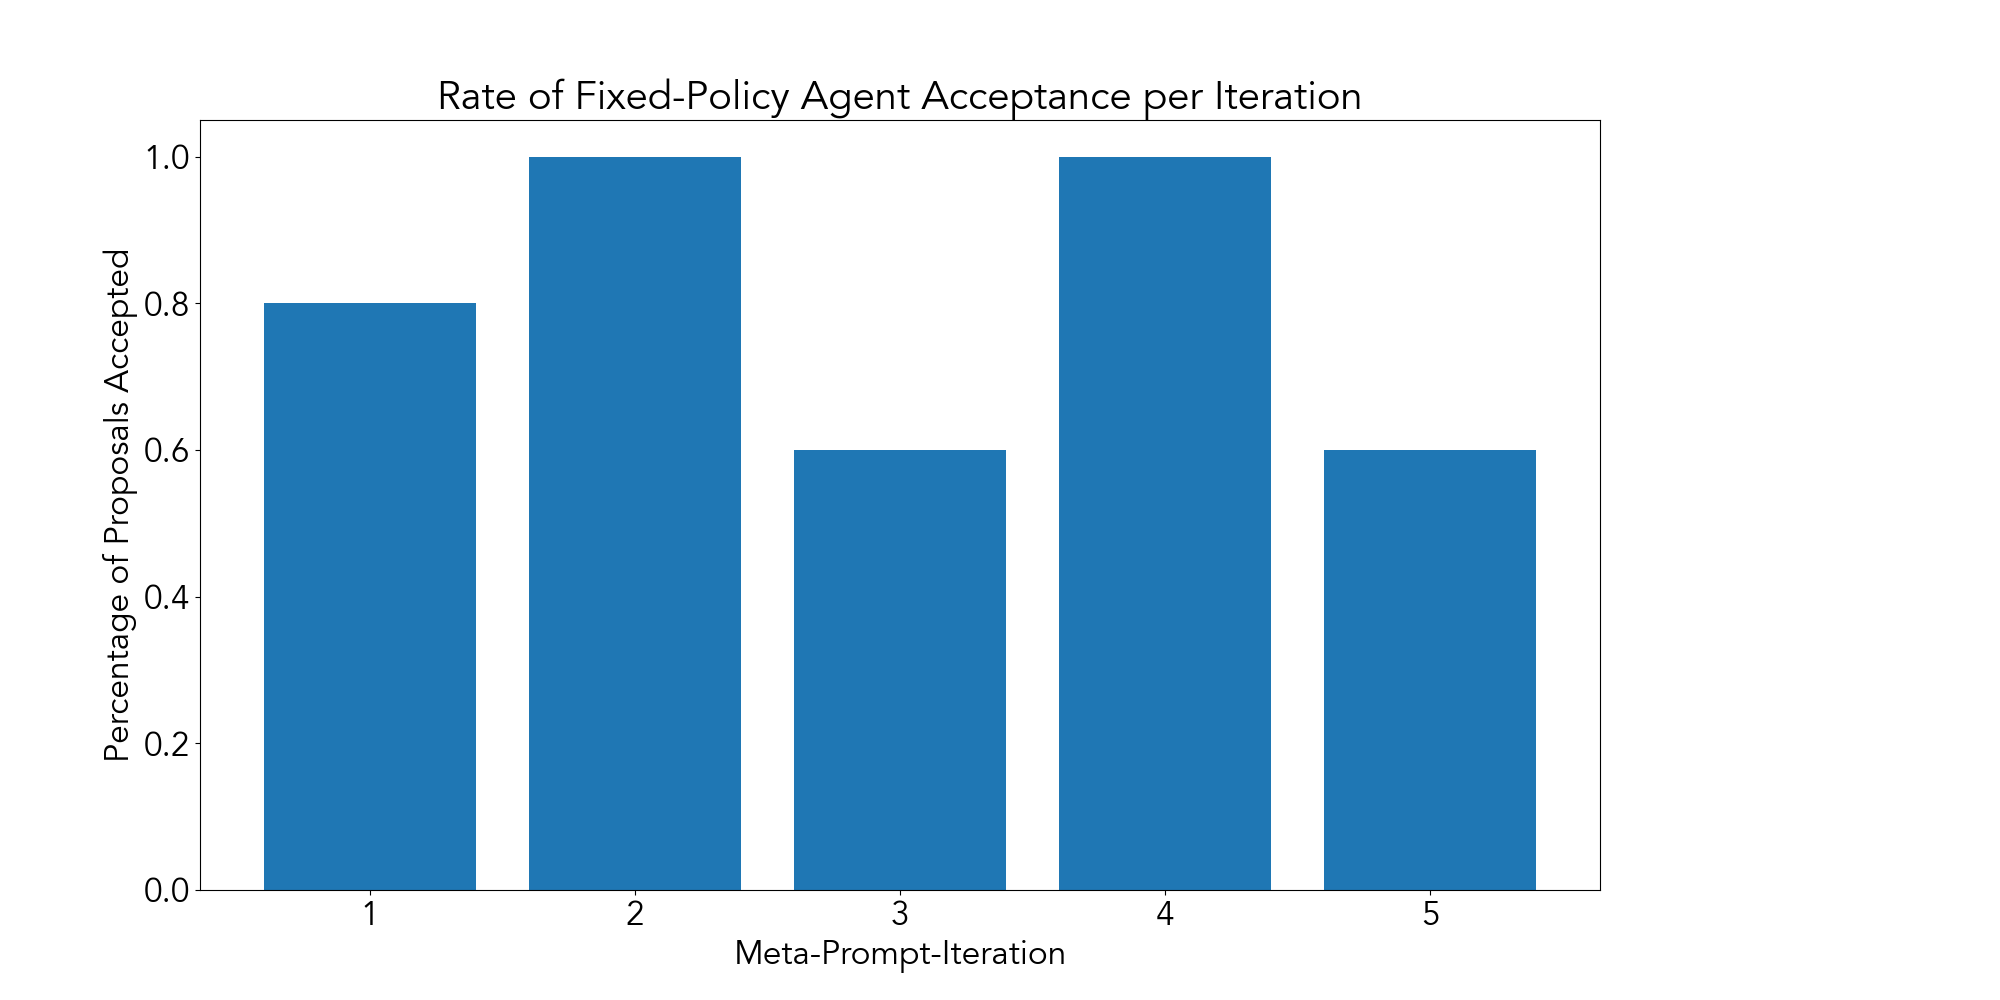 Rate of Fixed-Policy Agent Acceptance per Iteration
Percentage of Proposals Accepted
1.0
0.8
0.6
0.4
0.2
0.0
1 2 3 4 5
Meta-Prompt-Iteration